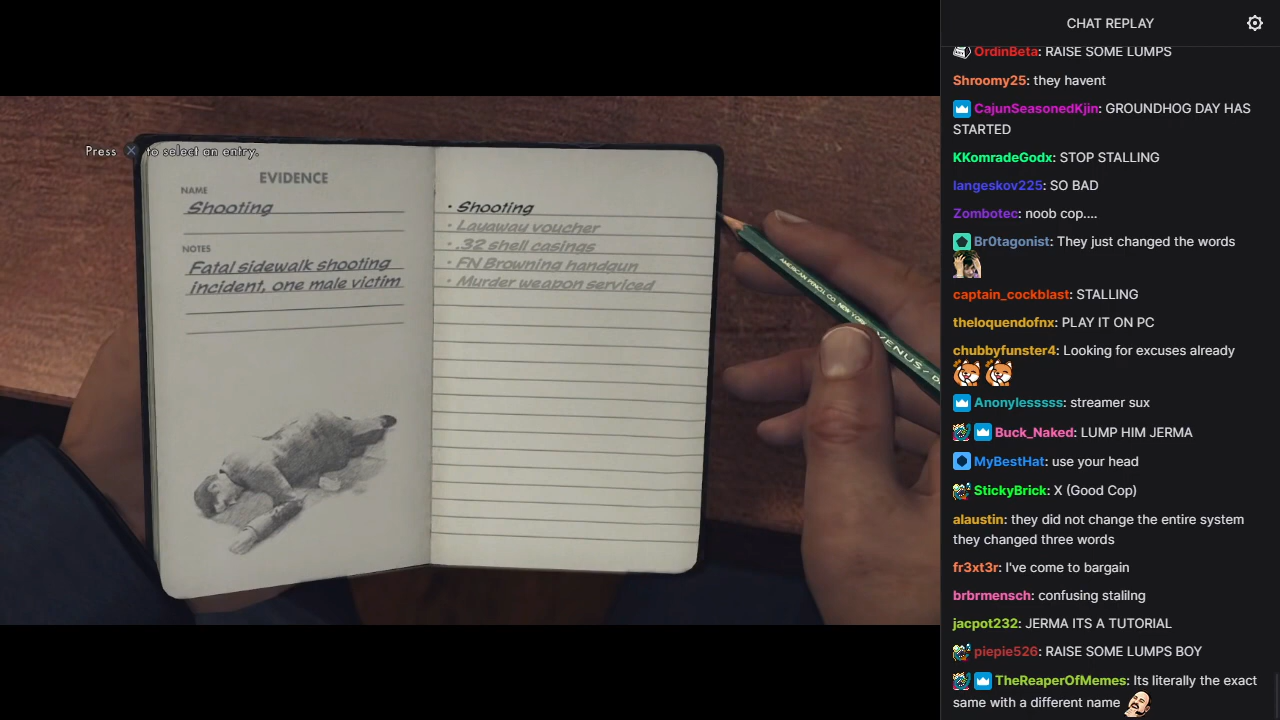 Press X to select an entry.
EVIDENCE
NAME
Shooting
NOTES
Fatal sidewalk shooting
incident, one male victim
• Shooting
• Layaway voucher
• .32 shell casings
• FN Browning handgun
• Murder weapon serviced
AMERICAN PENCIL CO. NEW YORK
VENUS/
CHAT REPLAY
OrdinBeta: RAISE SOME LUMPS
Shroomy25: they havent
CajunSeasonedKjin: GROUNDHOG DAY HAS
STARTED
KKomradeGodx: STOP STALLING
langeskov225: SO BAD
Zombotec: noob cop....
Br0tagonist: They just changed the words
captain_cockblast: STALLING
theloquendofnx: PLAY IT ON PC
chubbyfunster4: Looking for excuses already
Anonylesssss: streamer sux
Buck_Naked: LUMP HIM JERMA
MyBestHat: use your head
StickyBrick: X (Good Cop)
alaustin: they did not change the entire system
they changed three words
fr3xt3r: I've come to bargain
brbrmensch: confusing stalilng
jacpot232: JERMA ITS A TUTORIAL
piepie526: RAISE SOME LUMPS BOY
TheReaperOfMemes: Its literally the exact
same with a different name